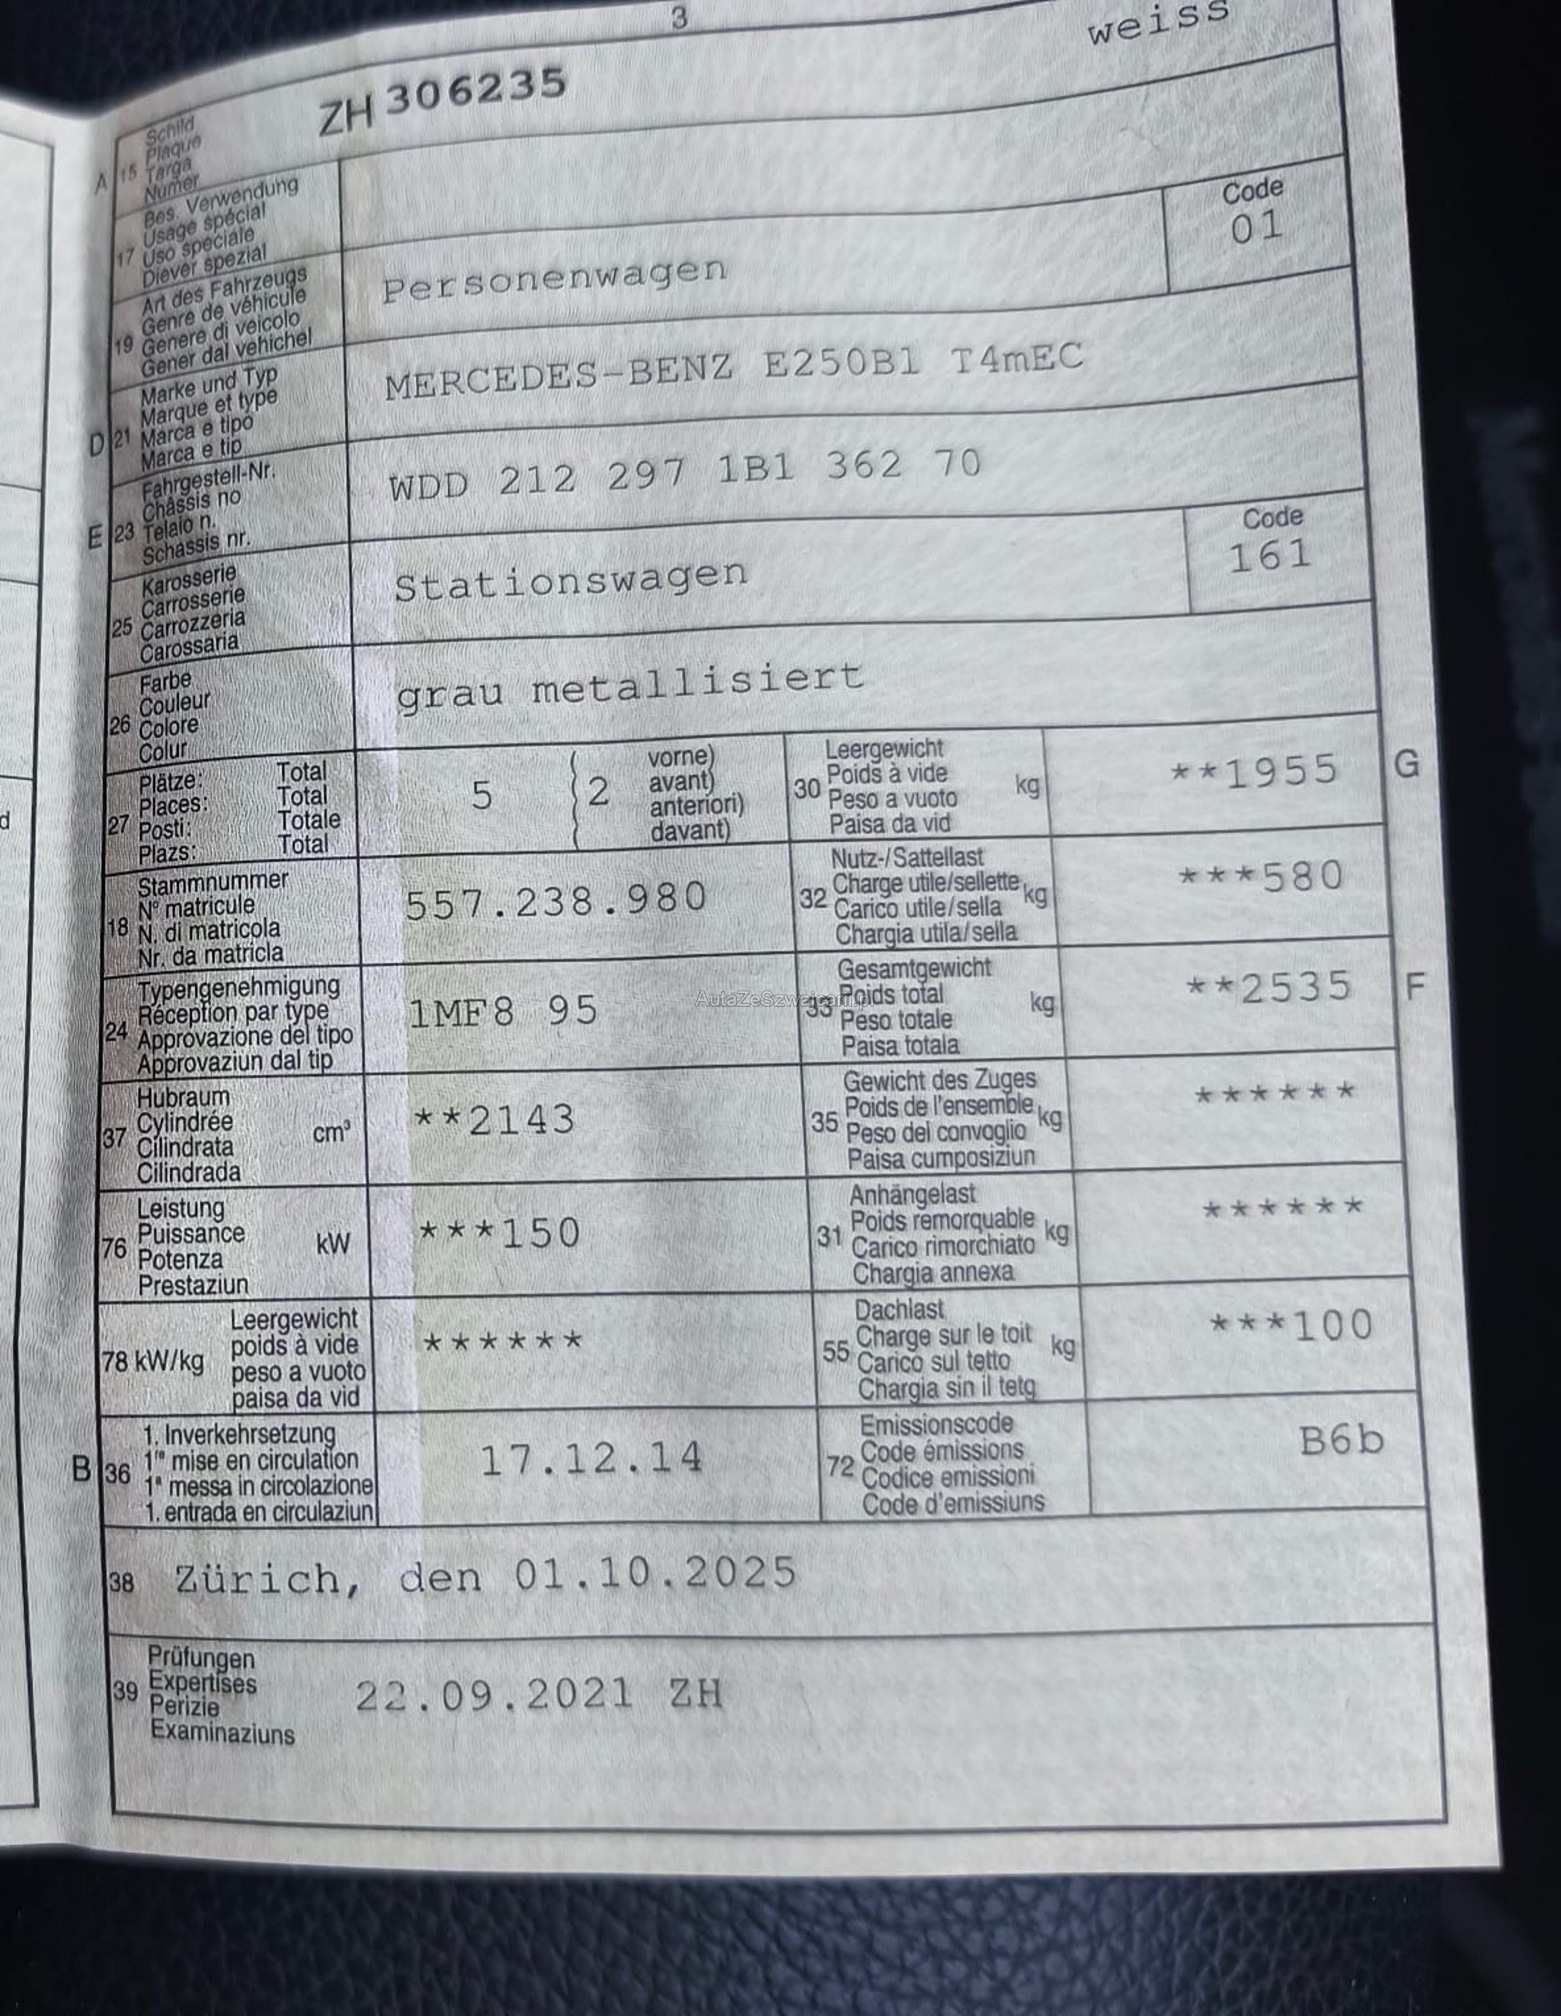 3
weiss
A 15 Schild
Plaque
Targa
Numer
ZH 306235
17 Bes. Verwendung
Usage spécial
Uso speciale
Diever spezial
19 Art des Fahrzeugs
Genre de véhicule
Genere di veicolo
Gener dal vehichel
Personenwagen
Code
01
D 21 Marke und Typ
Marque et type
Marca e tipo
Marca e tip
MERCEDES-BENZ E250B1 T4mEC
E 23 Fahrgestell-Nr.
Châssis no
Telaio n.
Schassis nr.
WDD 212 297 1B1 362 70
25 Karosserie
Carrosserie
Carrozzeria
Carossaria
Stationswagen
Code
161
26 Farbe
Couleur
Colore
Colur
grau metallisiert
27 Plätze: Total
Places: Total
Posti: Totale
Plazs: Total
5 2 vorne)
avant)
anteriori)
davant)
30 Leergewicht
Poids à vide kg
Peso a vuoto
Paisa da vid
**1955 G
18 Stammnummer
N° matricule
N. di matricola
Nr. da matricla
557.238.980
32 Nutz-/Sattellast
Charge utile/sellette kg
Carico utile/sella
Chargia utila/sella
***580
24 Typengenehmigung
Réception par type
Approvazione del tipo
Approvaziun dal tip
1MF8 95
AutaZeSzwajcarii.pl
33 Gesamtgewicht
Poids total kg
Peso totale
Paisa totala
**2535 F
37 Hubraum
Cylindrée
Cilindrata cm³
Cilindrada
**2143
35 Gewicht des Zuges
Poids de l'ensemble kg
Peso del convoglio
Paisa cumposiziun
******
76 Leistung
Puissance
Potenza kW
Prestaziun
***150
31 Anhängelast
Poids remorquable kg
Carico rimorchiato
Chargia annexa
******
78 kW/kg Leergewicht
poids à vide
peso a vuoto
paisa da vid
******
55 Dachlast
Charge sur le toit kg
Carico sul tetto
Chargia sin il tetg
***100
B 36 1. Inverkehrsetzung
1re mise en circulation
1a messa in circolazione
1. entrada en circulaziun
17.12.14
72 Emissionscode
Code émissions
Codice emissioni
Code d'emissiuns
B6b
38 Zürich, den 01.10.2025
39 Prüfungen
Expertises
Perizie
Examinaziuns
22.09.2021 ZH
d